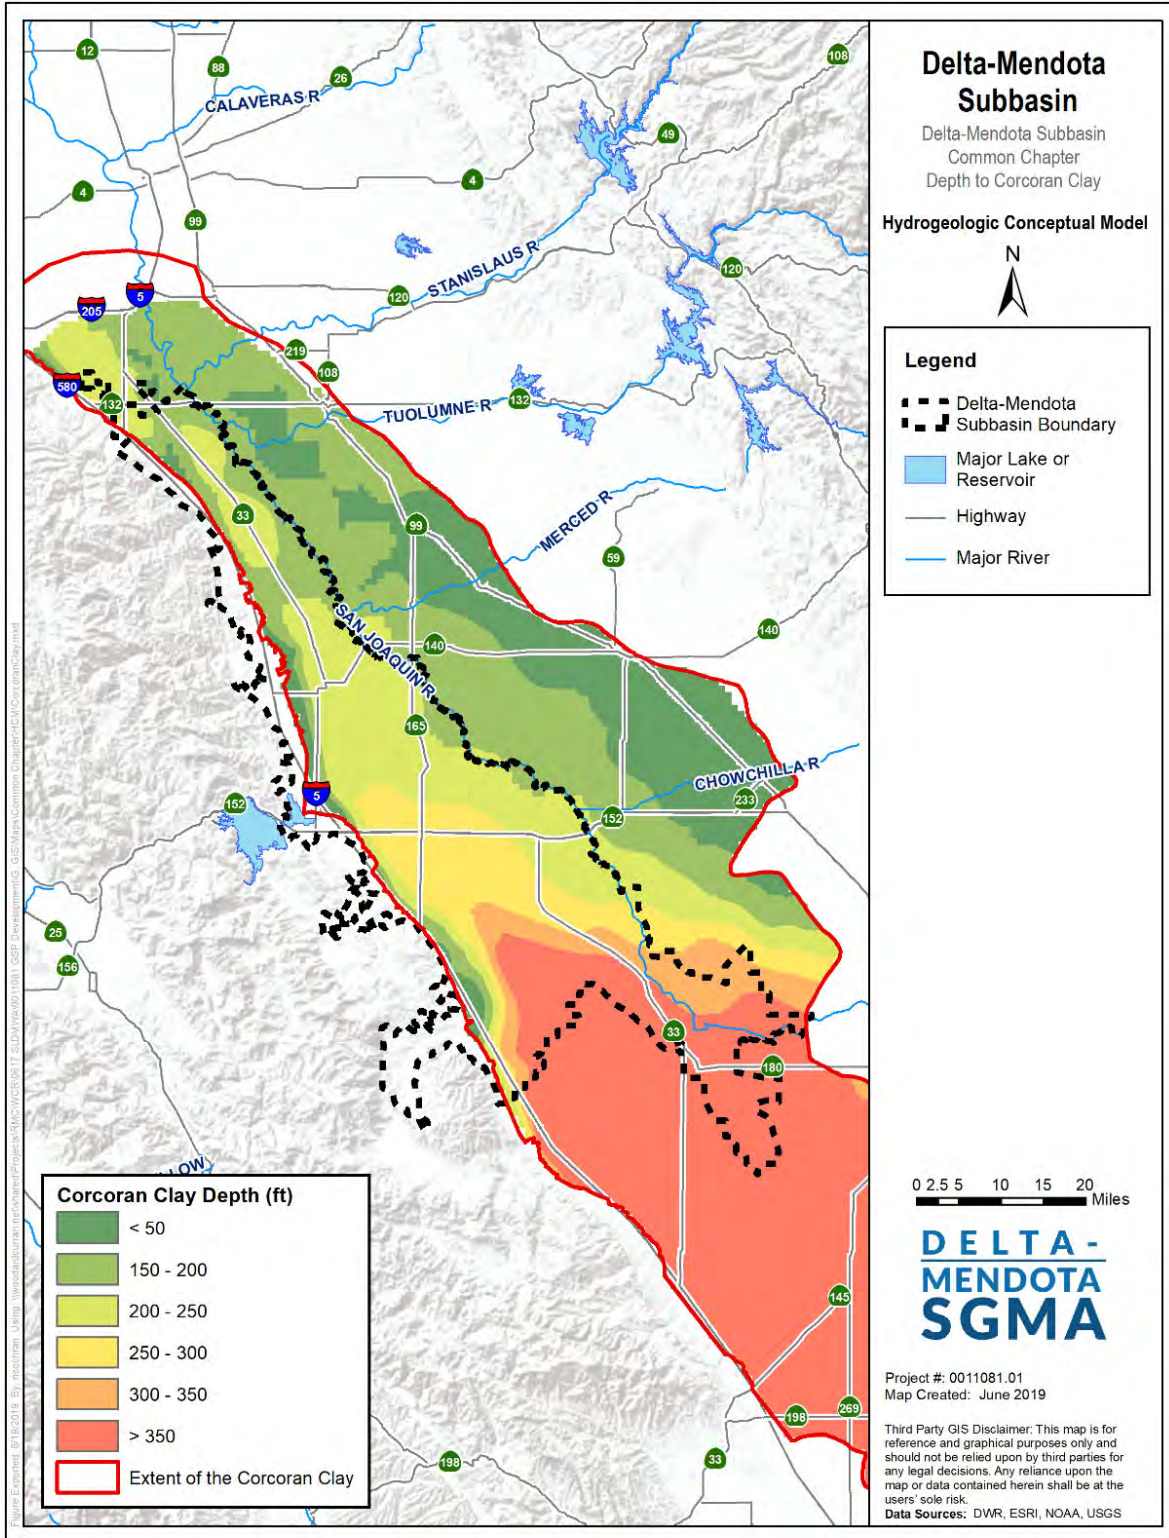 Delta-Mendota
Subbasin
Delta-Mendota Subbasin
Common Chapter
Depth to Corcoran Clay
Hydrogeologic Conceptual Model
N
Legend
Delta-Mendota
Subbasin Boundary
Major Lake or
Reservoir
Highway
Major River
12
88
26
108
CALAVERAS R
49
4
4
99
STANISLAUS R
120
5
205
120
219
108
580
132
TUOLUMNE R
132
33
99
MERCED R
59
SAN JOAQUIN R
140
140
165
CHOWCHILLA R
5
152
233
152
25
156
33
180
LLOW
145
269
198
198
33
Corcoran Clay Depth (ft)
< 50
150 - 200
200 - 250
250 - 300
300 - 350
> 350
Extent of the Corcoran Clay
0 2.5 5 10 15 20
Miles
DELTA-
MENDOTA
SGMA
Project #: 0011081.01
Map Created: June 2019
Third Party GIS Disclaimer: This map is for
reference and graphical purposes only and
should not be relied upon by third parties for
any legal decisions. Any reliance upon the
map or data contained herein shall be at the
users' sole risk.
Data Sources: DWR, ESRI, NOAA, USGS